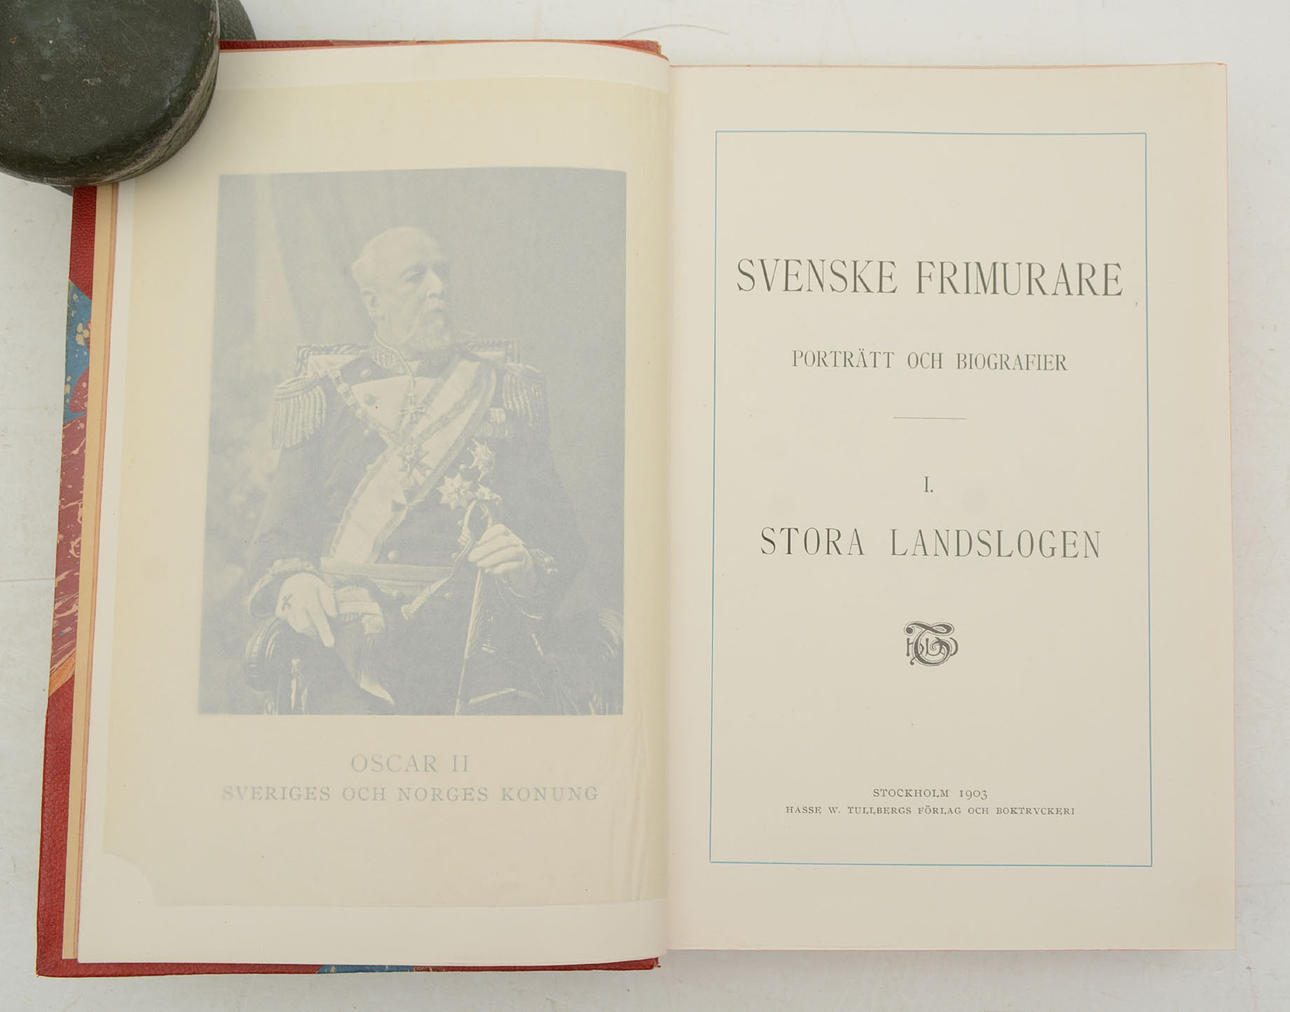 OSCAR II
SVERIGES OCH NORGES KONUNG
SVENSKE FRIMURARE
PORTRÄTT OCH BIOGRAFIER
I.
STORA LANDSLOGEN
STOCKHOLM 1903
HASSE W. TULLBERGS FÖRLAG OCH BOKTRYCKERI